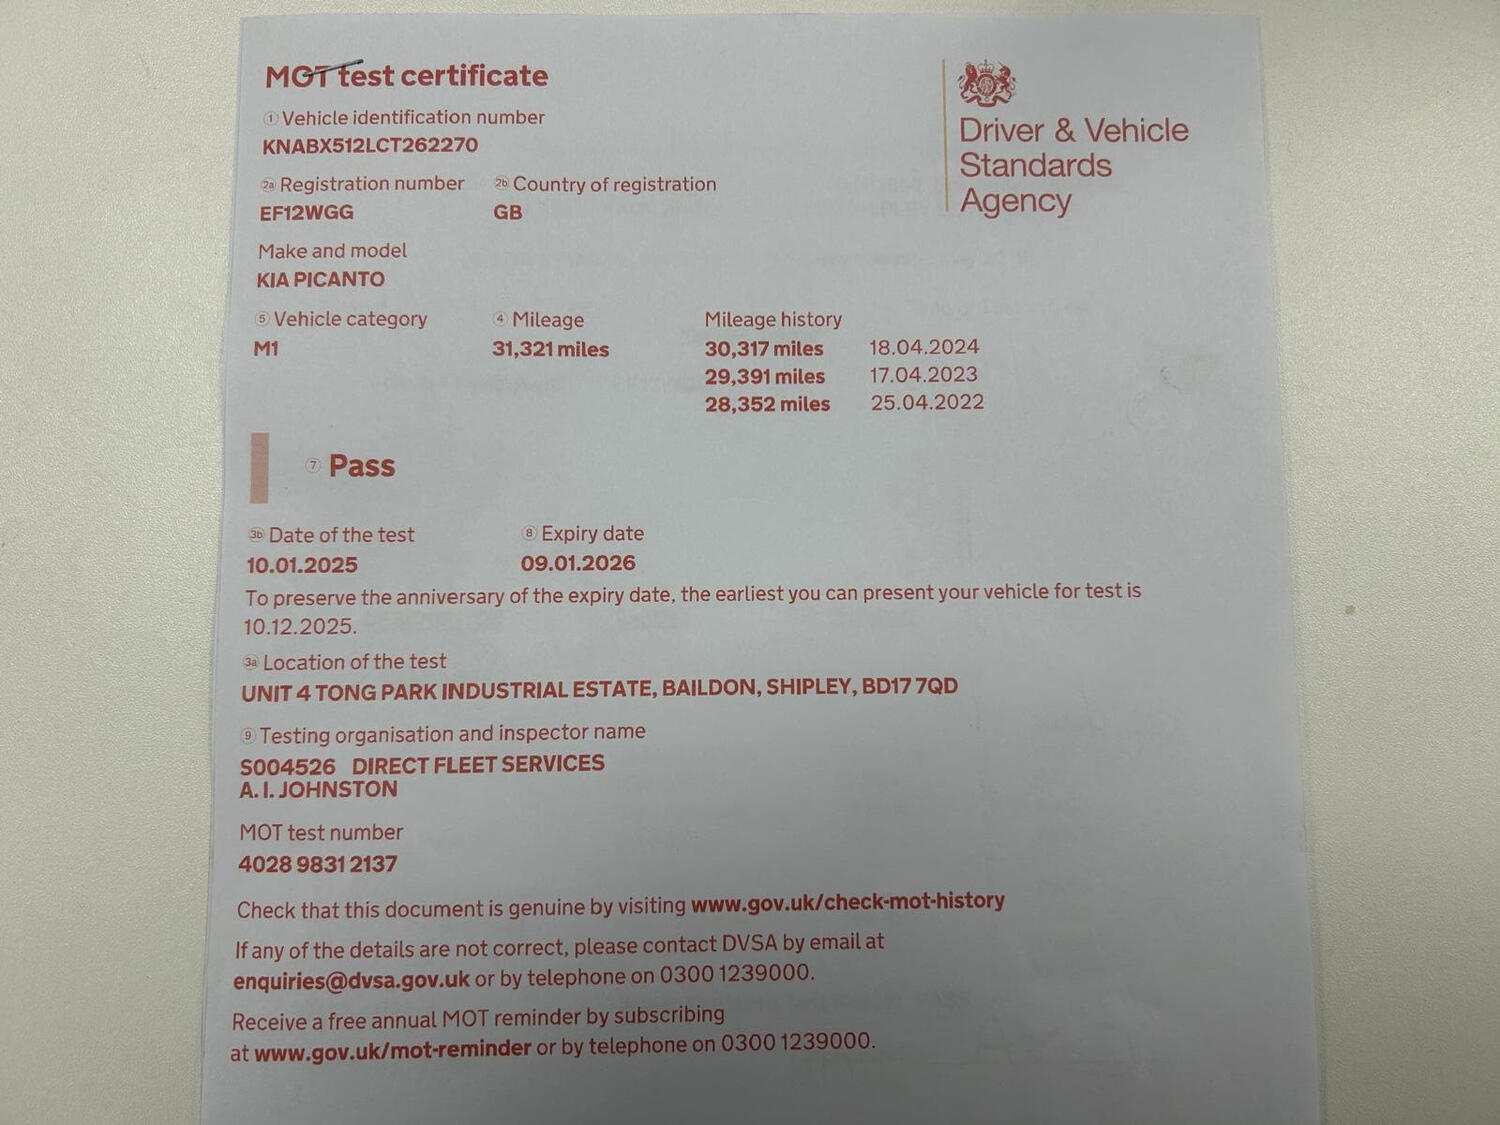 MOT test certificate
1 Vehicle identification number
KNABX512LCT262270
2a Registration number 2b Country of registration
EF12WGG GB
Make and model
KIA PICANTO
5 Vehicle category 4 Mileage Mileage history
M1 31,321 miles 30,317 miles 18.04.2024
29,391 miles 17.04.2023
28,352 miles 25.04.2022
7 Pass
3b Date of the test 8 Expiry date
10.01.2025 09.01.2026
To preserve the anniversary of the expiry date, the earliest you can present your vehicle for test is
10.12.2025.
3a Location of the test
UNIT 4 TONG PARK INDUSTRIAL ESTATE, BAILDON, SHIPLEY, BD17 7QD
9 Testing organisation and inspector name
S004526 DIRECT FLEET SERVICES
A. I. JOHNSTON
MOT test number
4028 9831 2137
Check that this document is genuine by visiting www.gov.uk/check-mot-history
If any of the details are not correct, please contact DVSA by email at
enquiries@dvsa.gov.uk or by telephone on 0300 1239000.
Receive a free annual MOT reminder by subscribing
at www.gov.uk/mot-reminder or by telephone on 0300 1239000.
Driver & Vehicle
Standards
Agency